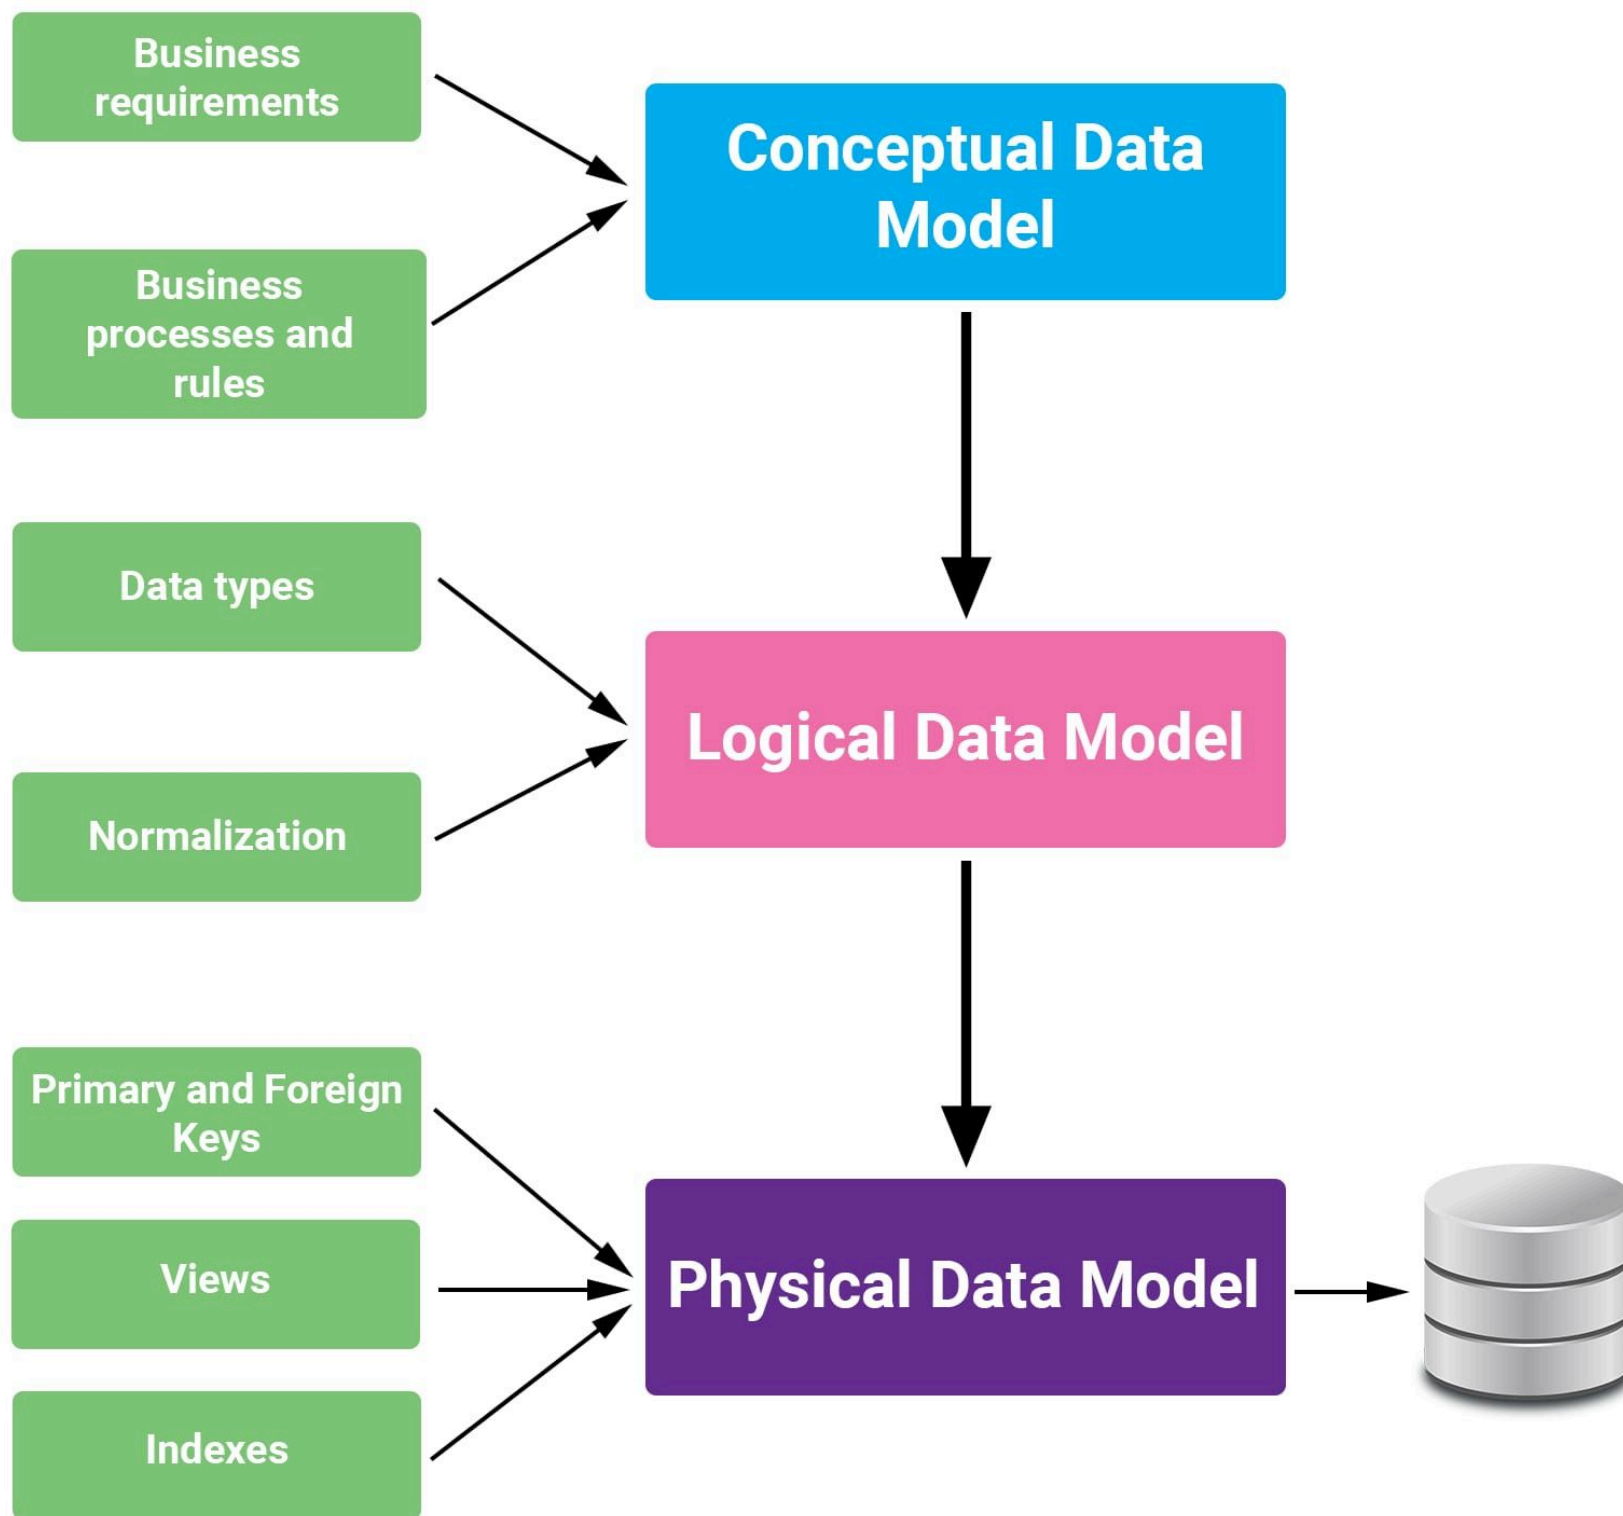 Business
requirements
Conceptual Data
Model
Business
processes and
rules
Data types
Logical Data Model
Normalization
Primary and Foreign
Keys
Views
Physical Data Model
Indexes